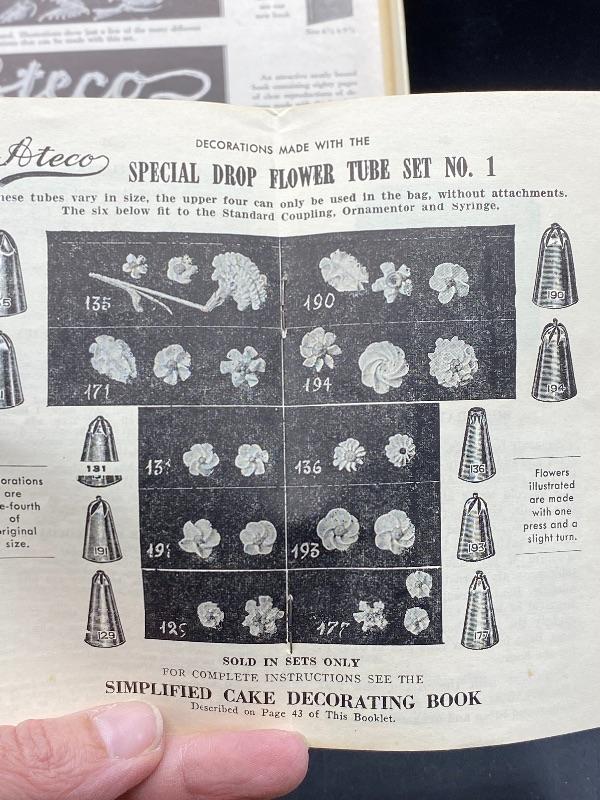 Ateco
DECORATIONS MADE WITH THE
SPECIAL DROP FLOWER TUBE SET NO. 1
hese tubes vary in size, the upper four can only be used in the bag, without attachments.
The six below fit to the Standard Coupling, Ornamentor and Syringe.
135
190
190
171
194
194
131
13
136
136
orations
are
e-fourth
of
riginal
size.
Flowers
illustrated
are made
with one
press and a
slight turn.
191
19
193
193
129
12
177
177
SOLD IN SETS ONLY
FOR COMPLETE INSTRUCTIONS SEE THE
SIMPLIFIED CAKE DECORATING BOOK
Described on Page 43 of This Booklet.